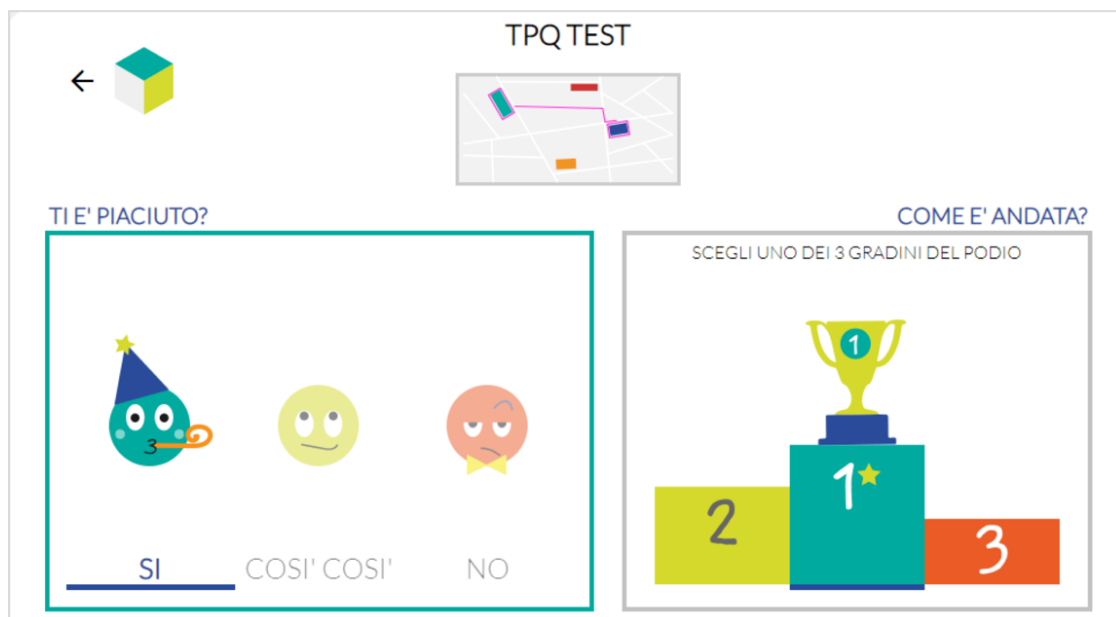 TPQ TEST
TI E' PIACIUTO?
SI
COSI' COSI'
NO
COME E' ANDATA?
SCEGLI UNO DEI 3 GRADINI DEL PODIO
1
2
1
3